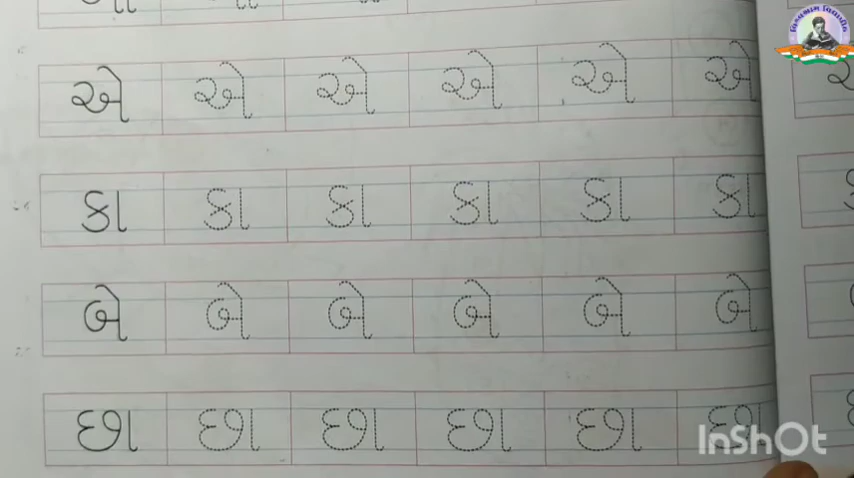 એ એ એ એ એ એ
કા કા કા કા કા કા
બે બે બે બે બે બે
છા છા છા છા છા છા
InShOt